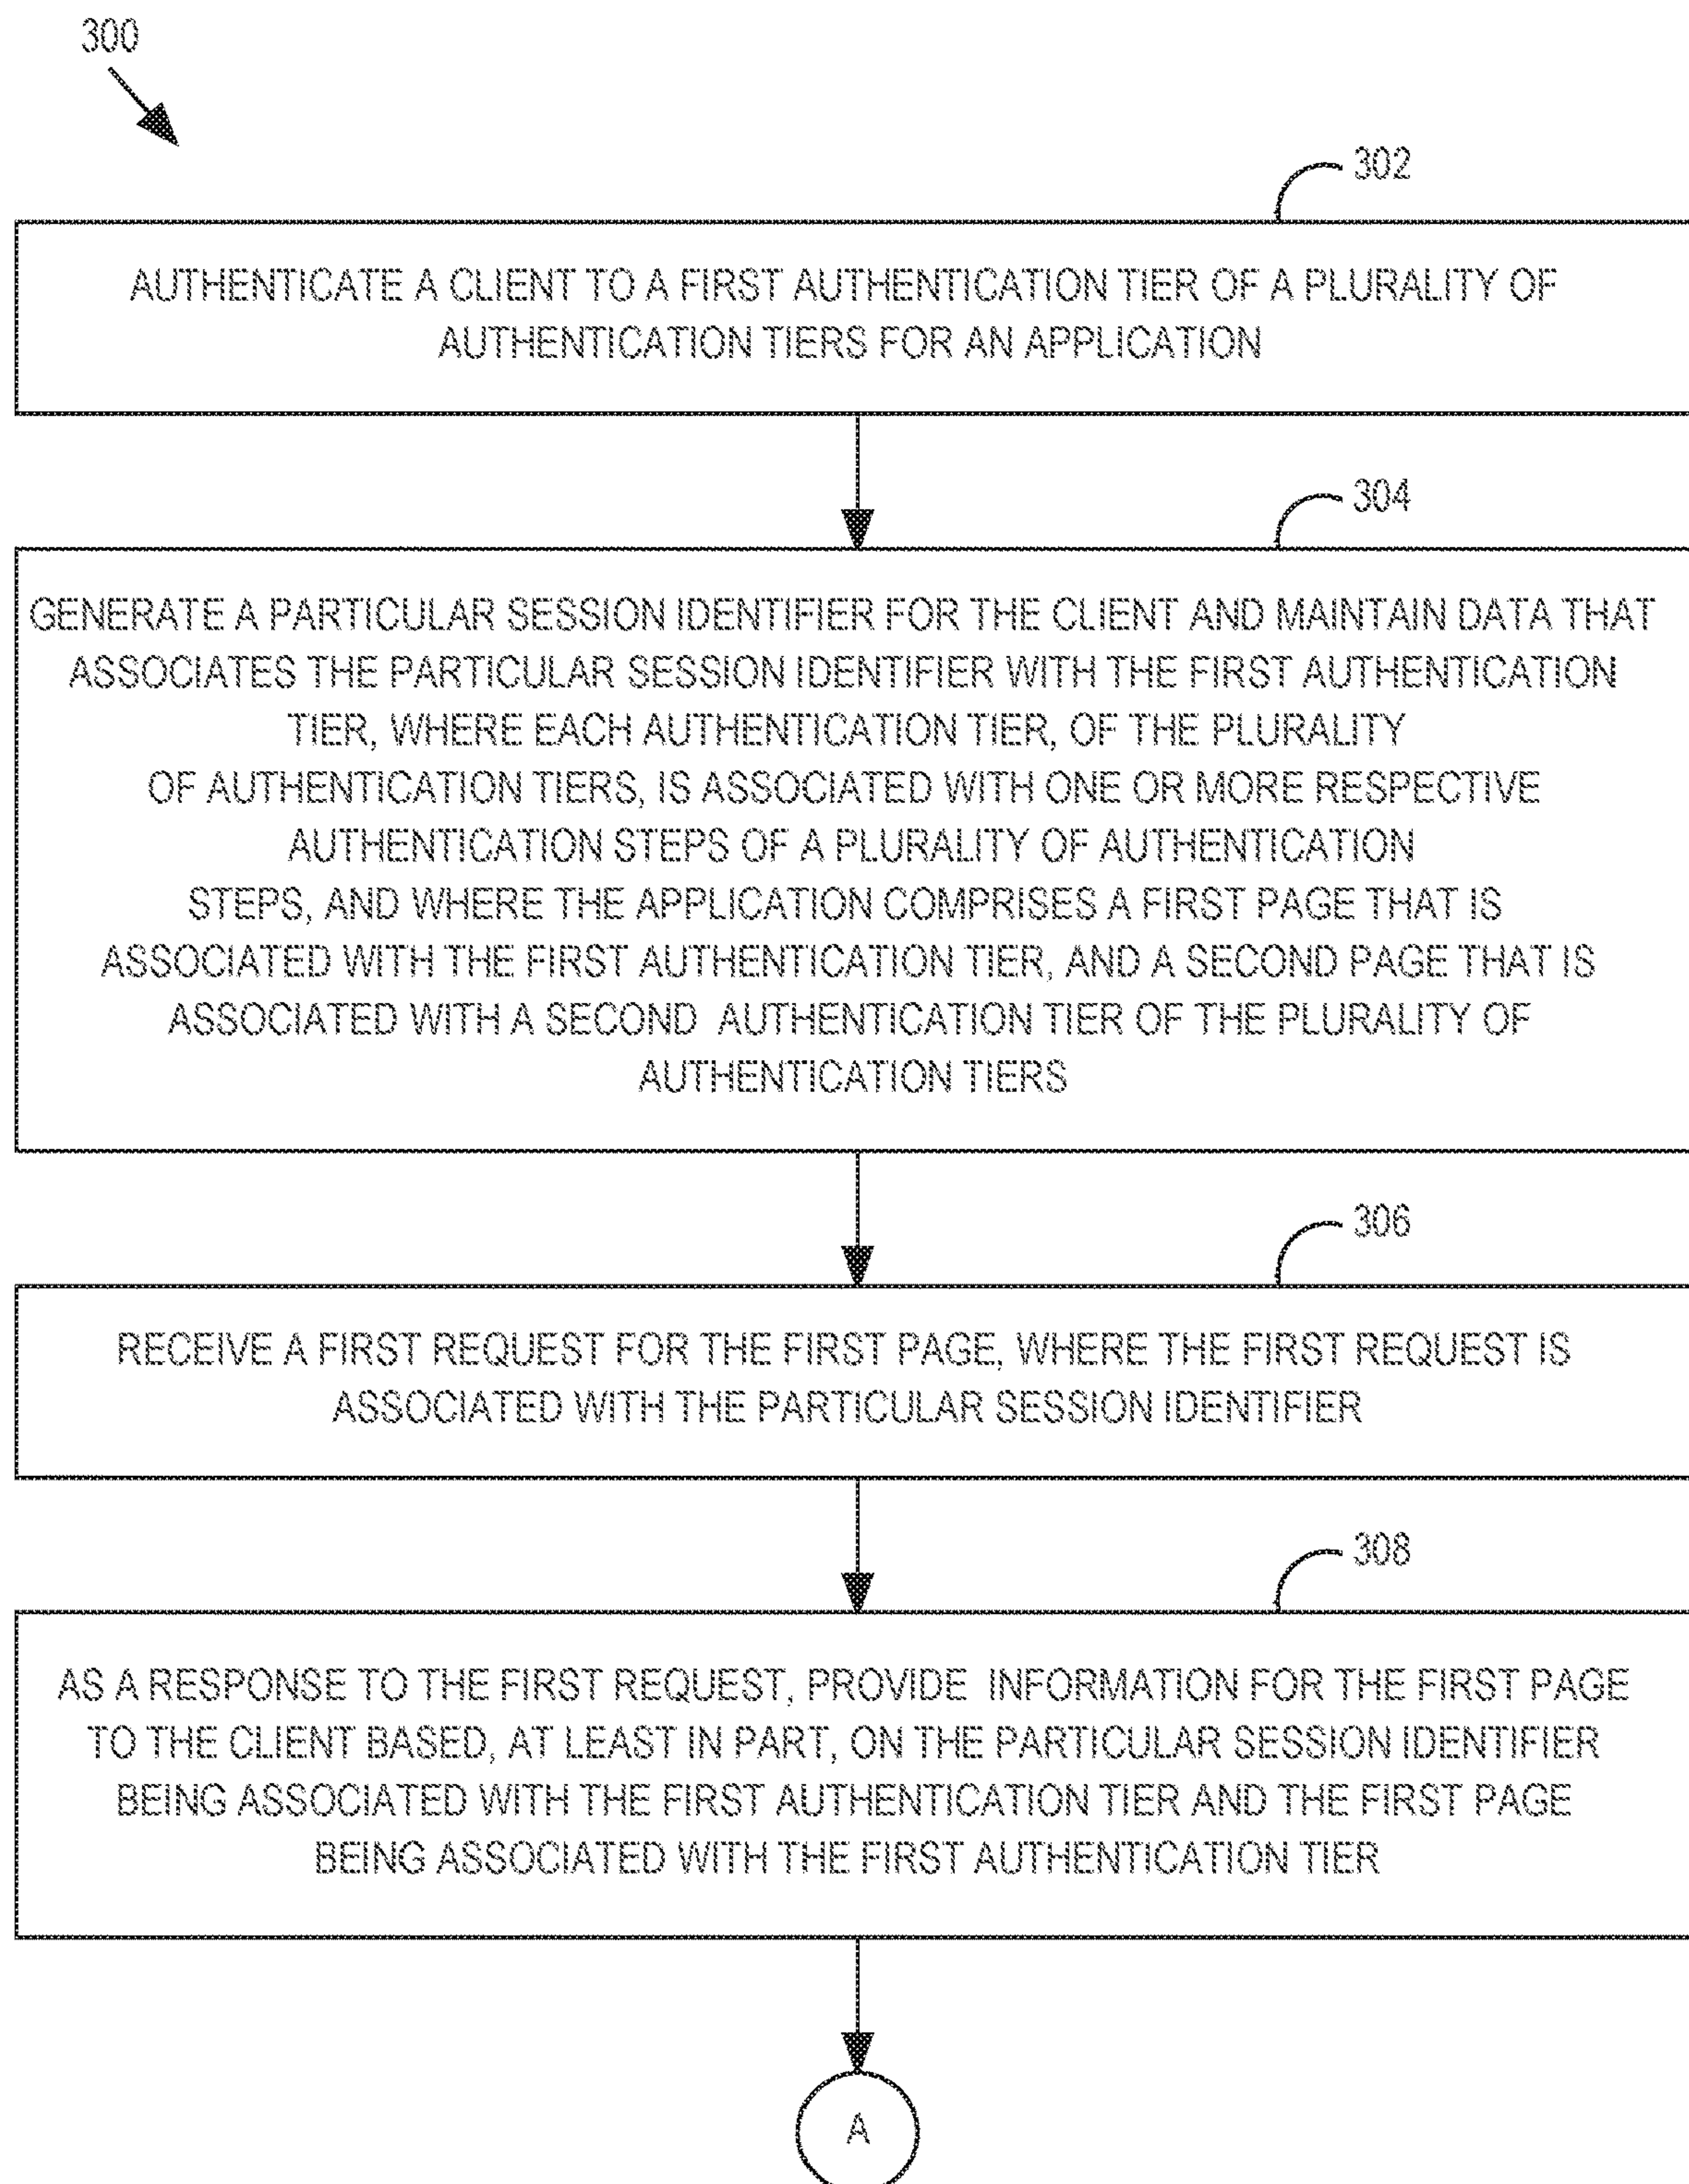 300
302
AUTHENTICATE A CLIENT TO A FIRST AUTHENTICATION TIER OF A PLURALITY OF
AUTHENTICATION TIERS FOR AN APPLICATION
304
GENERATE A PARTICULAR SESSION IDENTIFIER FOR THE CLIENT AND MAINTAIN DATA THAT
ASSOCIATES THE PARTICULAR SESSION IDENTIFIER WITH THE FIRST AUTHENTICATION
TIER, WHERE EACH AUTHENTICATION TIER, OF THE PLURALITY
OF AUTHENTICATION TIERS, IS ASSOCIATED WITH ONE OR MORE RESPECTIVE
AUTHENTICATION STEPS OF A PLURALITY OF AUTHENTICATION
STEPS, AND WHERE THE APPLICATION COMPRISES A FIRST PAGE THAT IS
ASSOCIATED WITH THE FIRST AUTHENTICATION TIER, AND A SECOND PAGE THAT IS
ASSOCIATED WITH A SECOND AUTHENTICATION TIER OF THE PLURALITY OF
AUTHENTICATION TIERS
306
RECEIVE A FIRST REQUEST FOR THE FIRST PAGE, WHERE THE FIRST REQUEST IS
ASSOCIATED WITH THE PARTICULAR SESSION IDENTIFIER
308
AS A RESPONSE TO THE FIRST REQUEST, PROVIDE INFORMATION FOR THE FIRST PAGE
TO THE CLIENT BASED, AT LEAST IN PART, ON THE PARTICULAR SESSION IDENTIFIER
BEING ASSOCIATED WITH THE FIRST AUTHENTICATION TIER AND THE FIRST PAGE
BEING ASSOCIATED WITH THE FIRST AUTHENTICATION TIER
A